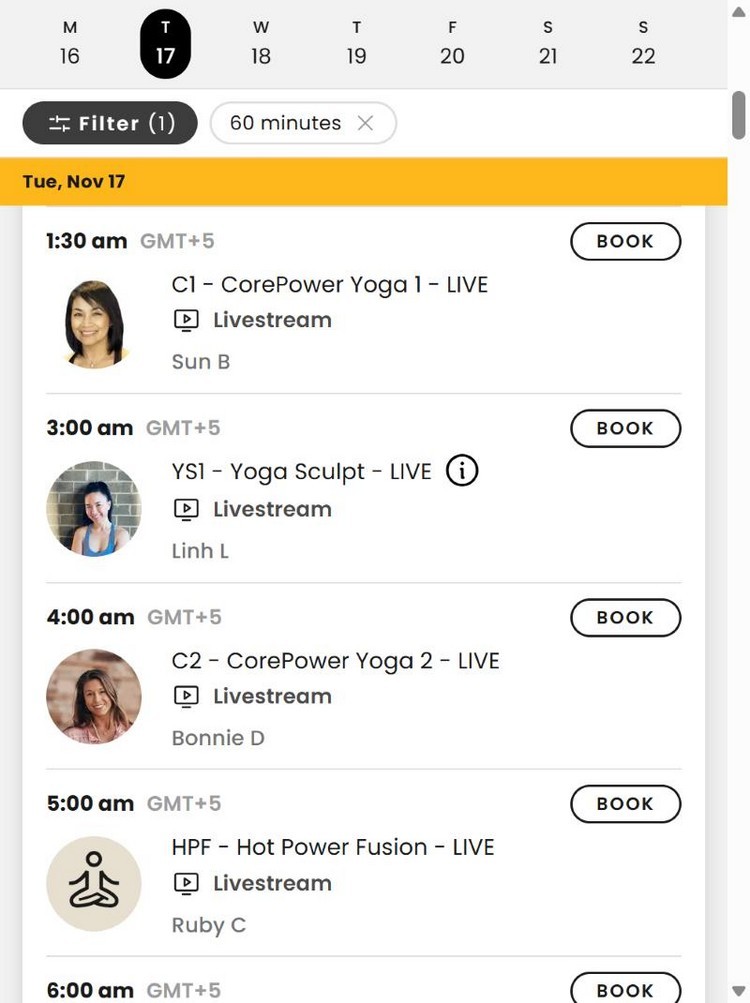 M T W T F S S
16 17 18 19 20 21 22
Filter (1) 60 minutes
Tue, Nov 17
1:30 am GMT+5 BOOK
C1 - CorePower Yoga 1 - LIVE
Livestream
Sun B
3:00 am GMT+5 BOOK
YS1 - Yoga Sculpt - LIVE
Livestream
Linh L
4:00 am GMT+5 BOOK
C2 - CorePower Yoga 2 - LIVE
Livestream
Bonnie D
5:00 am GMT+5 BOOK
HPF - Hot Power Fusion - LIVE
Livestream
Ruby C
6:00 am GMT+5 BOOK